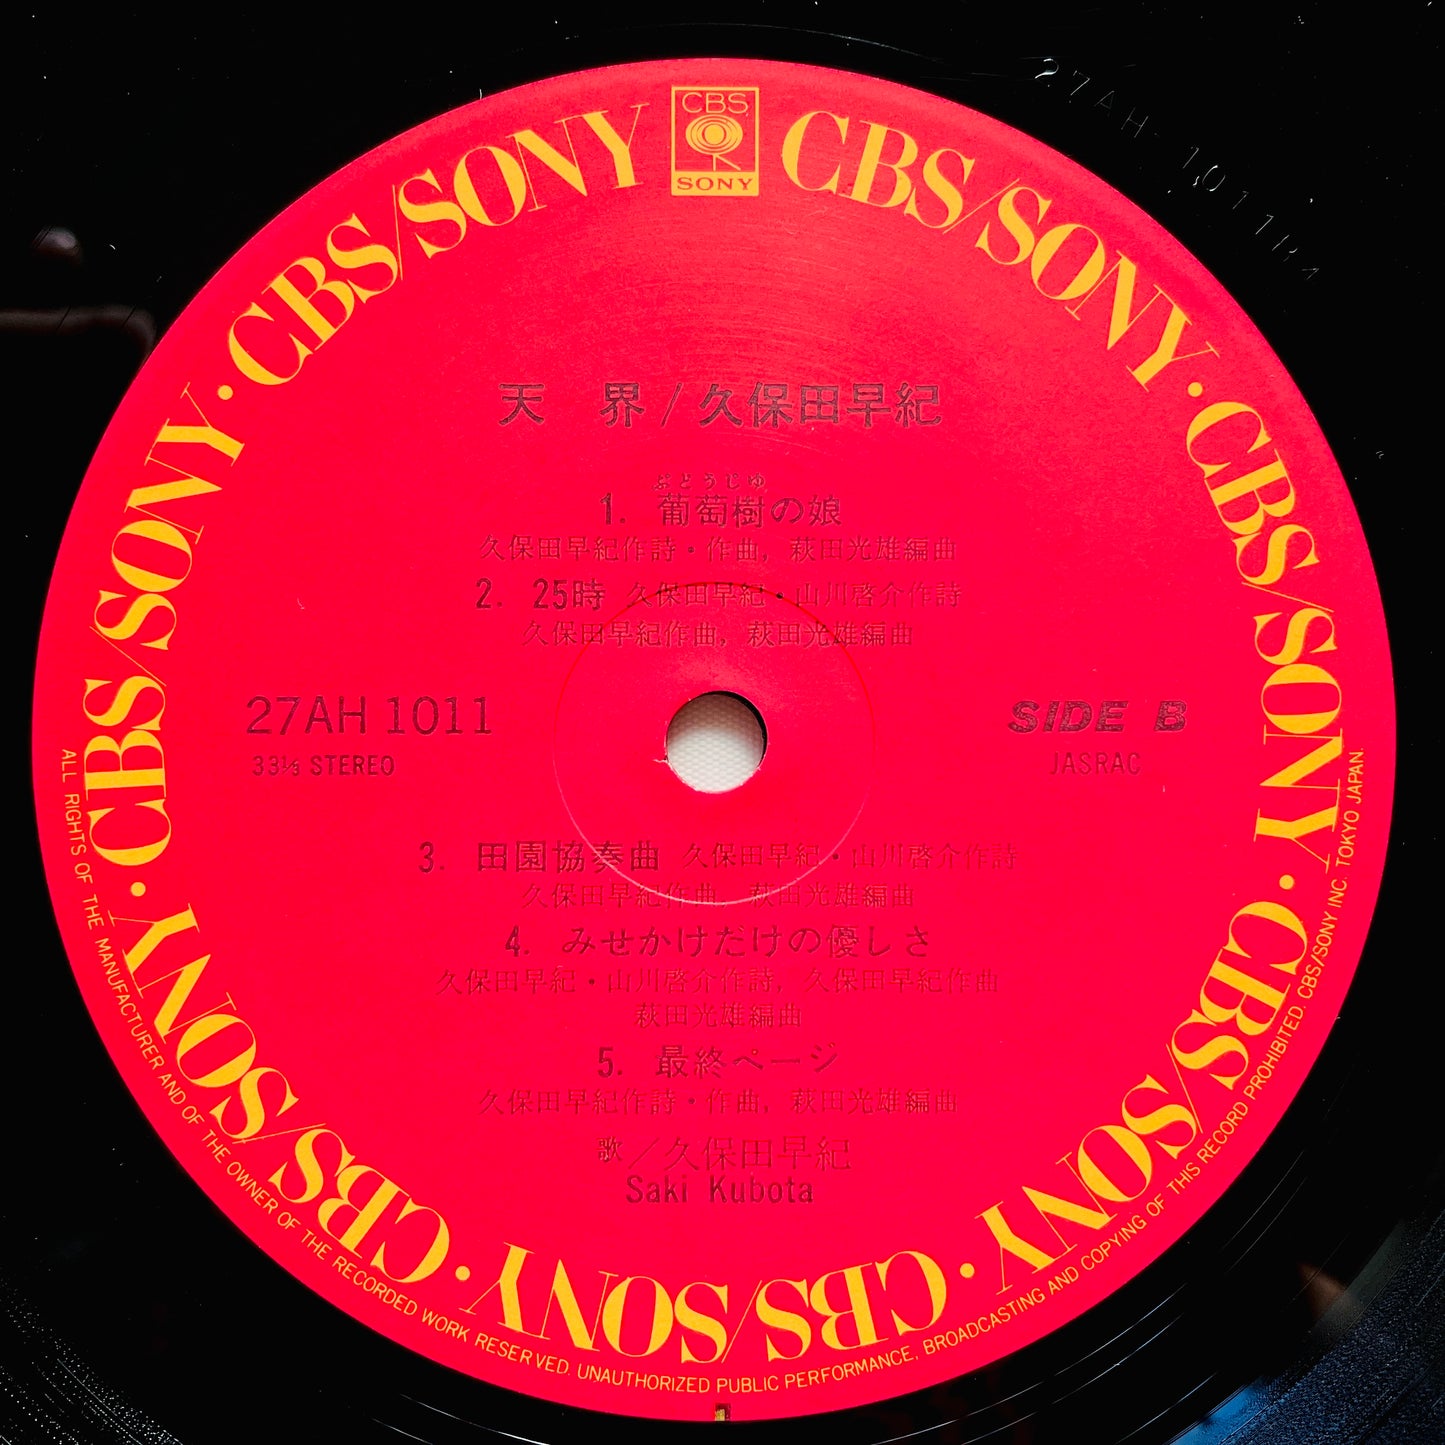 CBS
SONY
CBS/SONY · CBS/SONY · CBS/SONY · CBS/SONY · CBS/SONY · CBS/SONY · CBS/SONY
27AH 1011B1
天 界 / 久保田早紀
ぶどうじゆ
1. 葡萄樹の娘
久保田早紀作詩・作曲, 萩田光雄編曲
2. 25時 久保田早紀・山川啓介作詩
久保田早紀作曲, 萩田光雄編曲
27AH 1011
SIDE B
33⅓ STEREO
JASRAC
3. 田園協奏曲 久保田早紀・山川啓介作詩
久保田早紀作曲, 萩田光雄編曲
4. みせかけだけの優しさ
久保田早紀・山川啓介作詩, 久保田早紀作曲
萩田光雄編曲
5. 最終ページ
久保田早紀作詩・作曲, 萩田光雄編曲
歌/久保田早紀
Saki Kubota
ALL RIGHTS OF THE MANUFACTURER AND OF THE OWNER OF THE RECORDED WORK RESERVED. UNAUTHORIZED PUBLIC PERFORMANCE, BROADCASTING AND COPYING OF THIS RECORD PROHIBITED. CBS/SONY INC. TOKYO JAPAN.